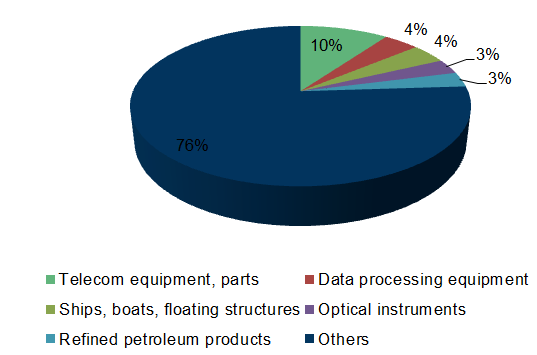 10%
4%
4%
3%
3%
76%
Telecom equipment, parts
Data processing equipment
Ships, boats, floating structures
Optical instruments
Refined petroleum products
Others